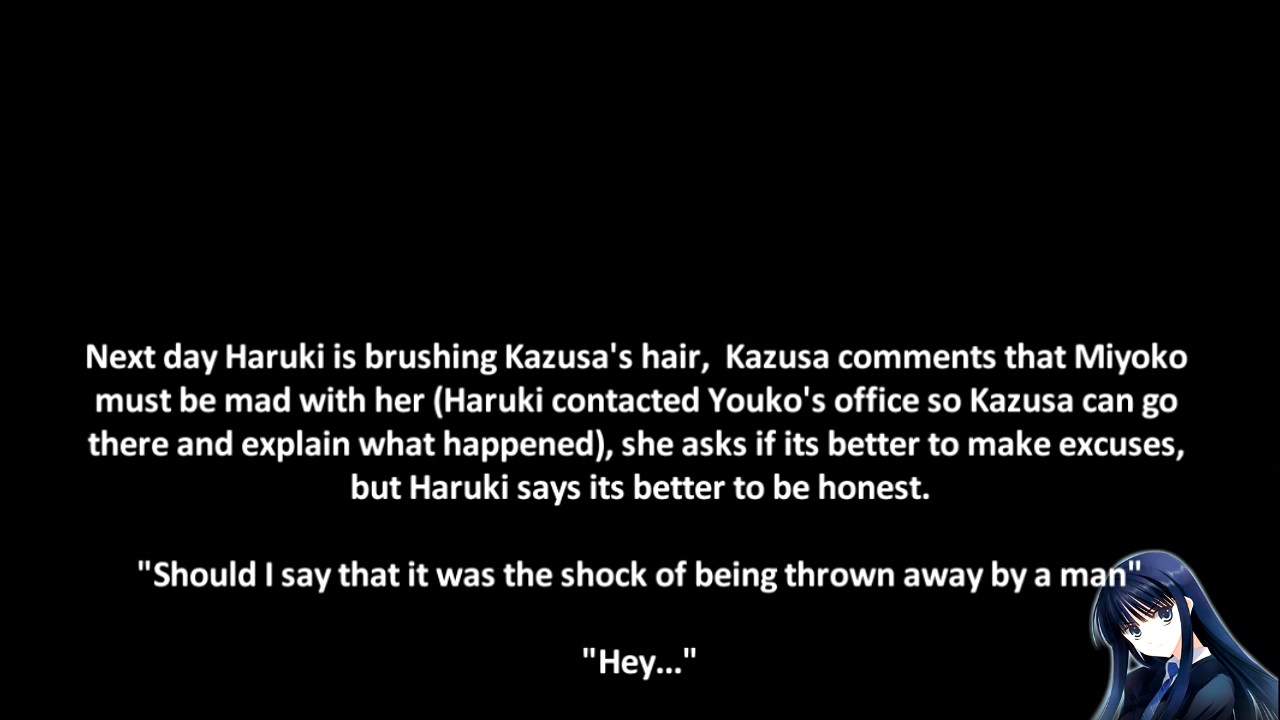 Next day Haruki is brushing Kazusa's hair,  Kazusa comments that Miyoko
must be mad with her (Haruki contacted Youko's office so Kazusa can go
there and explain what happened), she asks if its better to make excuses,
but Haruki says its better to be honest.
"Should I say that it was the shock of being thrown away by a man"
"Hey..."